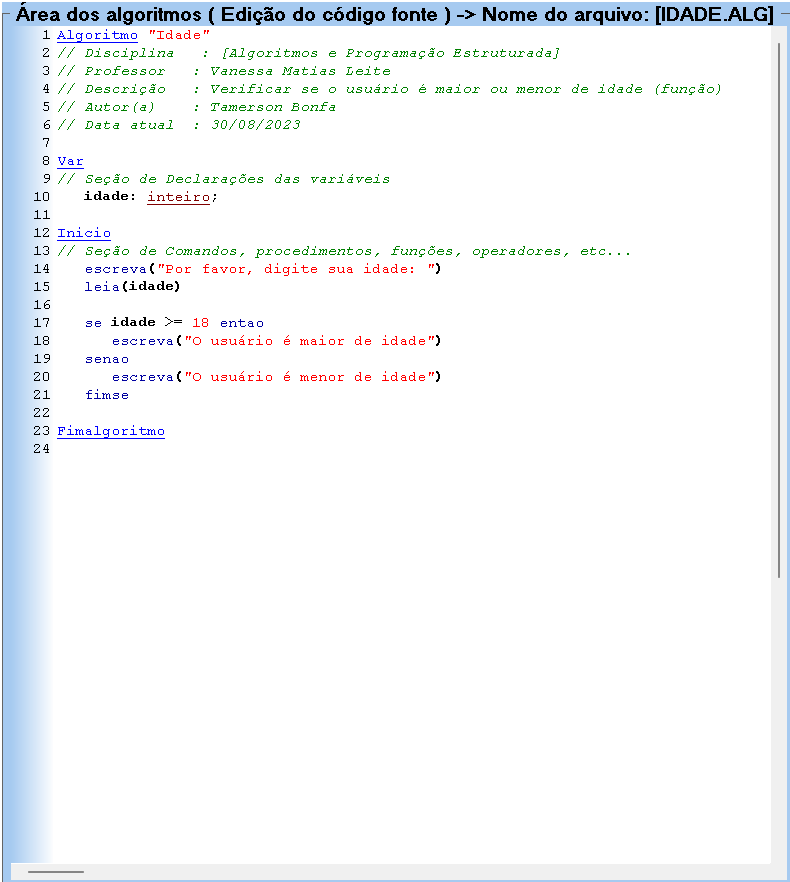 Área dos algoritmos ( Edição do código fonte ) -> Nome do arquivo: [IDADE.ALG]
1 Algoritmo "Idade"
2 // Disciplina   : [Algoritmos e Programação Estruturada]
3 // Professor   : Vanessa Matias Leite
4 // Descrição   : Verificar se o usuário é maior ou menor de idade (função)
5 // Autor(a)    : Tamerson Bonfa
6 // Data atual  : 30/08/2023
7
8 Var
9 // Seção de Declarações das variáveis
10    idade: inteiro;
11
12 Inicio
13 // Seção de Comandos, procedimentos, funções, operadores, etc...
14    escreva("Por favor, digite sua idade: ")
15    leia(idade)
16
17    se idade >= 18 entao
18       escreva("O usuário é maior de idade")
19    senao
20       escreva("O usuário é menor de idade")
21    fimse
22
23 Fimalgoritmo
24